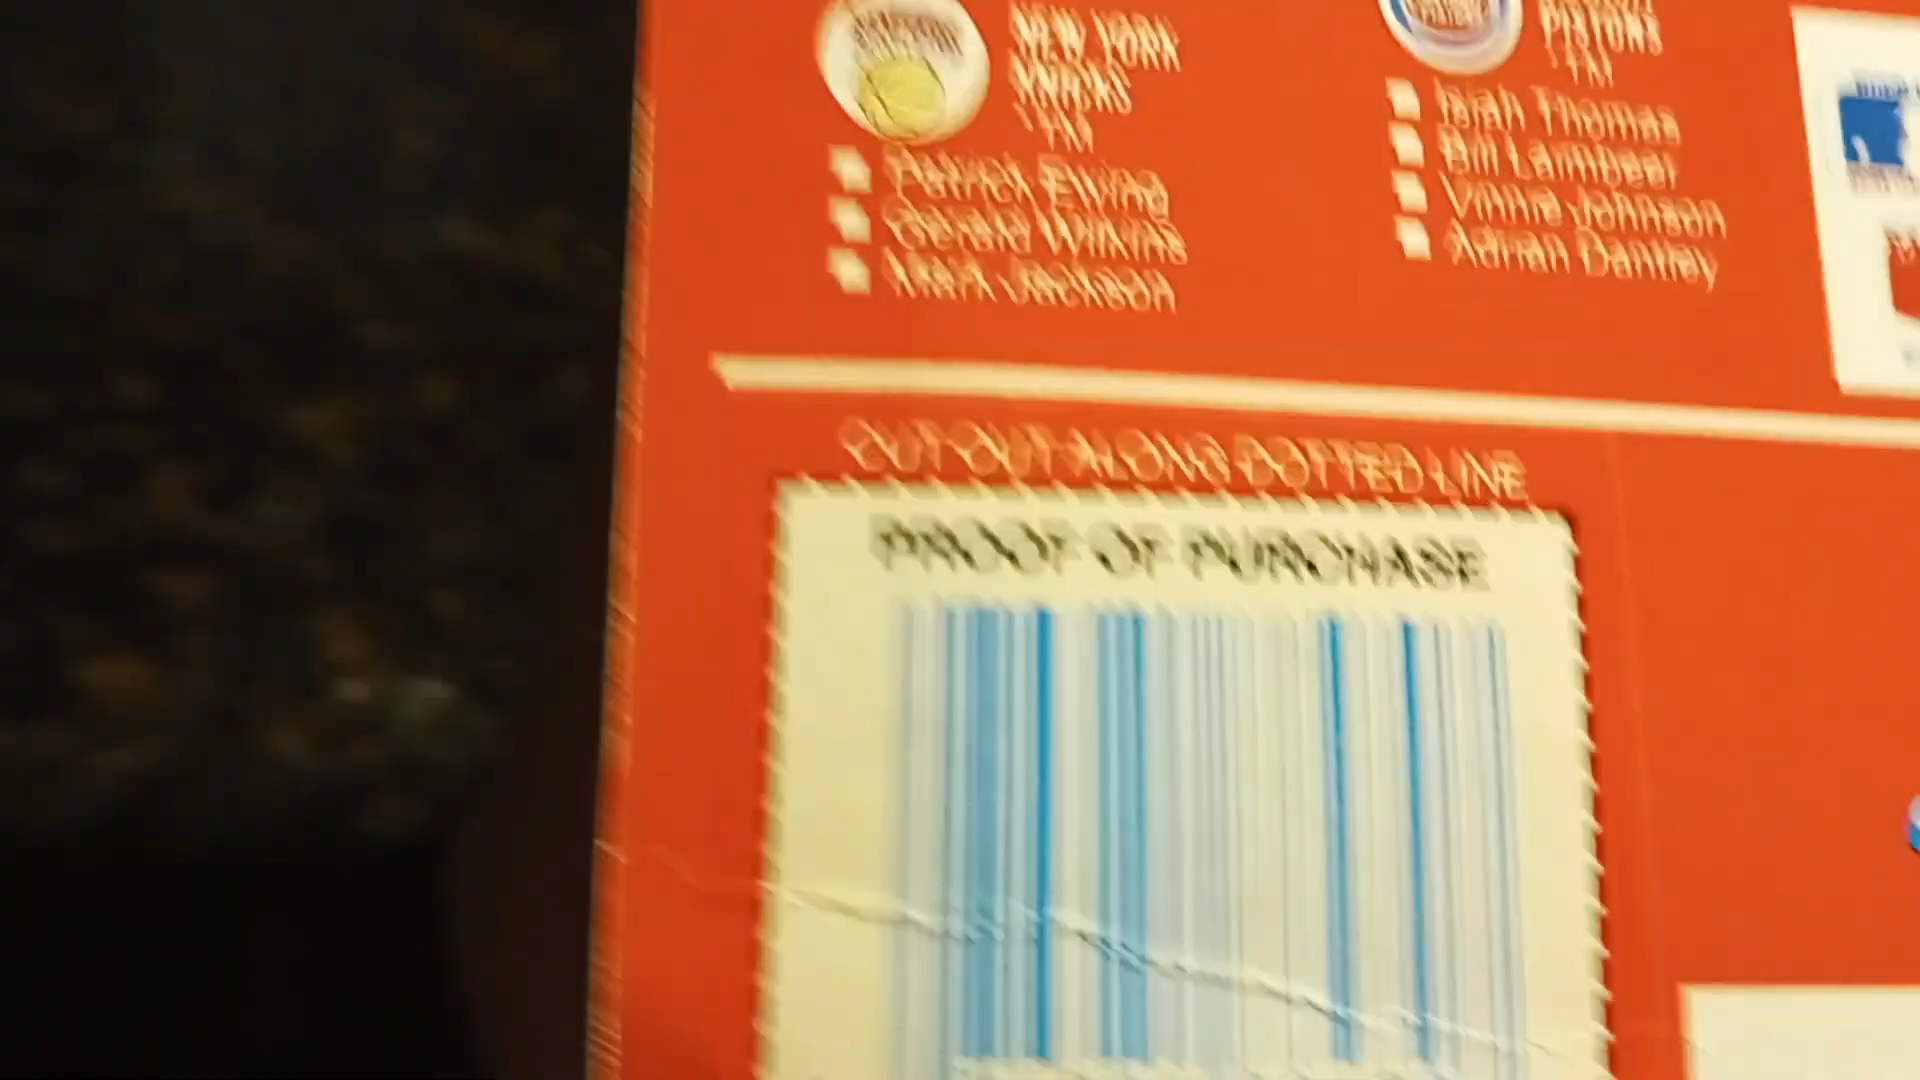 NEW YORK
KNICKS
TM
Patrick Ewing
Gerald Wilkins
Mark Jackson
PISTONS
TM
Isiah Thomas
Bill Laimbeer
Vinnie Johnson
Adrian Dantley
CUT OUT ALONG DOTTED LINE
PROOF OF PURCHASE